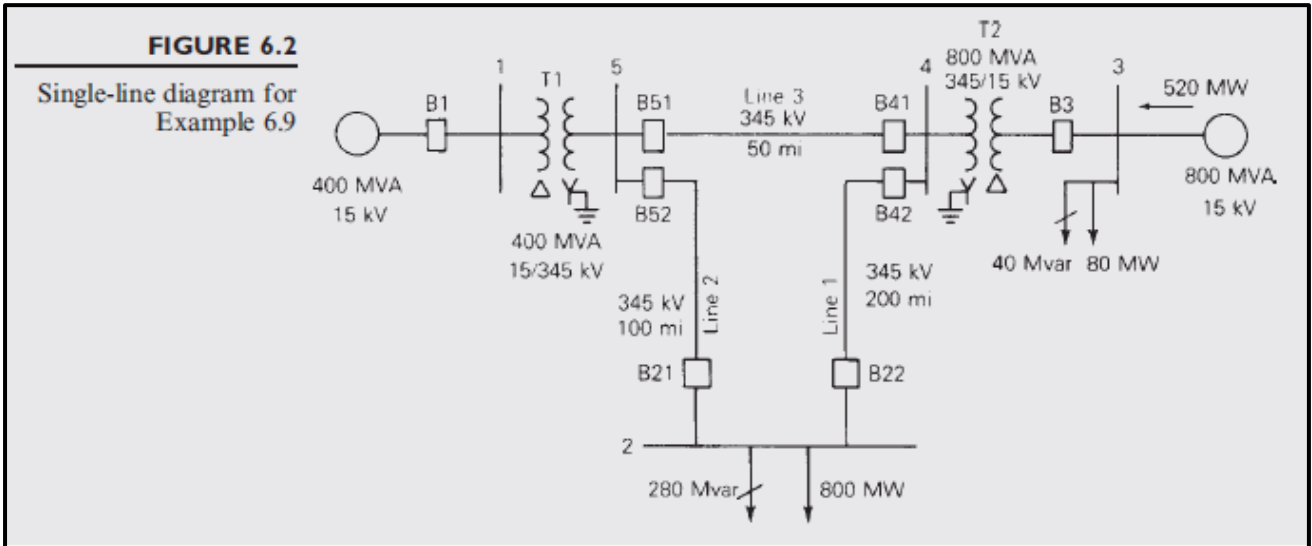 FIGURE 6.2
Single-line diagram for
Example 6.9
T2
800 MVA
345/15 kV
1
T1
5
4
3
B1
B51
Line 3
345 kV
50 mi
B41
B3
520 MW
400 MVA
15 kV
B52
B42
800 MVA
15 kV
400 MVA
15/345 kV
40 Mvar 80 MW
345 kV
100 mi
Line 2
Line 1
345 kV
200 mi
B21
B22
2
280 Mvar
800 MW